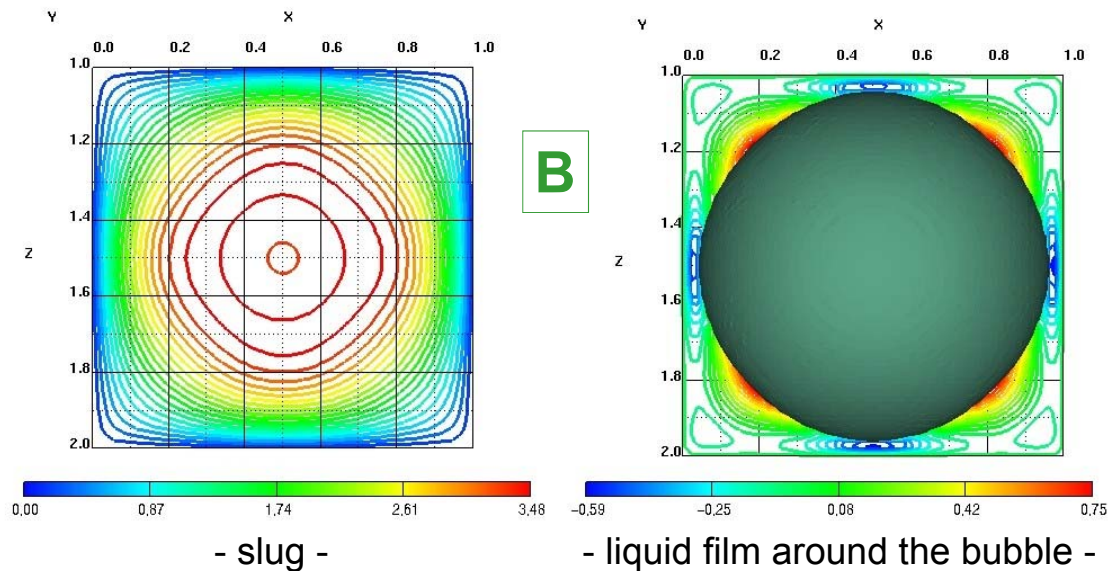 Y X
0.0 0.2 0.4 0.6 0.8 1.0
1.0
1.2
1.4
Z
1.6
1.8
2.0
0,00 0,87 1,74 2,61 3,48
- slug -
B
Y X
0.0 0.2 0.4 0.6 0.8 1.0
1.0
1.2
1.4
Z
1.6
1.8
2.0
-0,59 -0,25 0,08 0,42 0,75
- liquid film around the bubble -